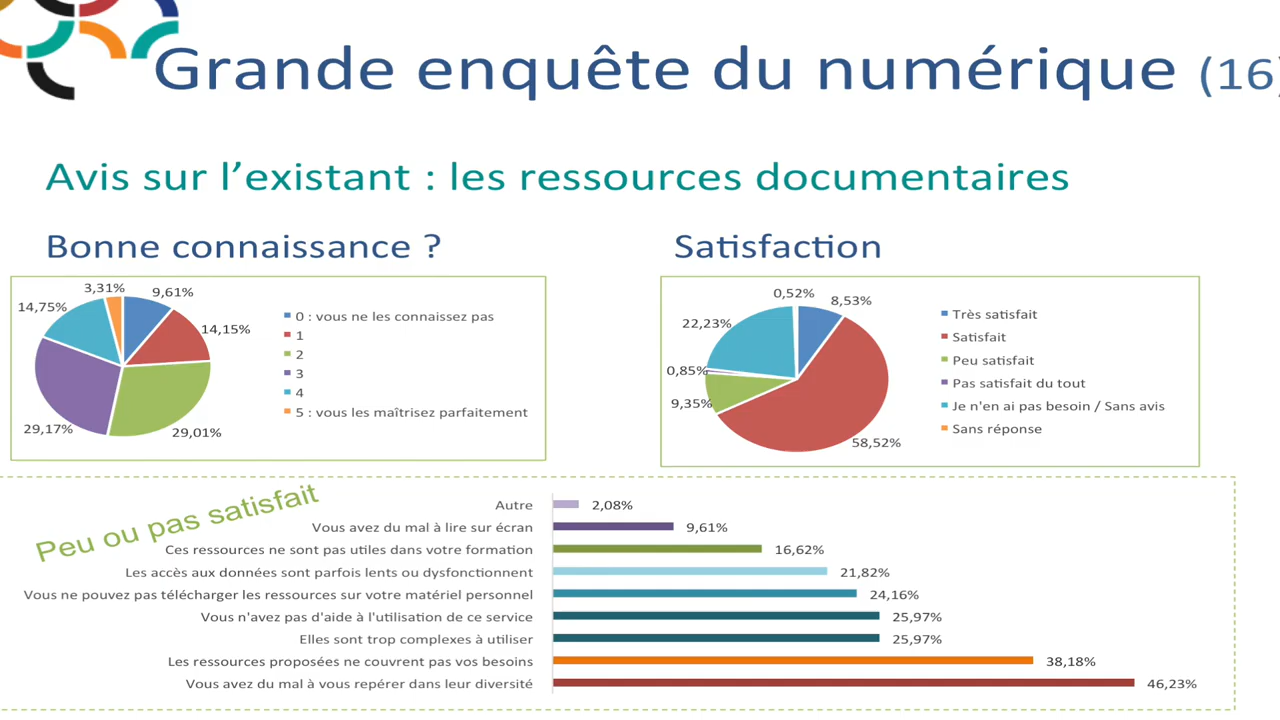 Grande enquête du numérique (16)
Avis sur l’existant : les ressources documentaires
Bonne connaissance ?
Satisfaction
3,31%
9,61%
14,75%
14,15%
29,17%
29,01%
0 : vous ne les connaissez pas
1
2
3
4
5 : vous les maîtrisez parfaitement
0,52%
8,53%
22,23%
0,85%
9,35%
58,52%
Très satisfait
Satisfait
Peu satisfait
Pas satisfait du tout
Je n'en ai pas besoin / Sans avis
Sans réponse
Peu ou pas satisfait
Autre 2,08%
Vous avez du mal à lire sur écran 9,61%
Ces ressources ne sont pas utiles dans votre formation 16,62%
Les accès aux données sont parfois lents ou dysfonctionnent 21,82%
Vous ne pouvez pas télécharger les ressources sur votre matériel personnel 24,16%
Vous n'avez pas d'aide à l'utilisation de ce service 25,97%
Elles sont trop complexes à utiliser 25,97%
Les ressources proposées ne couvrent pas vos besoins 38,18%
Vous avez du mal à vous repérer dans leur diversité 46,23%